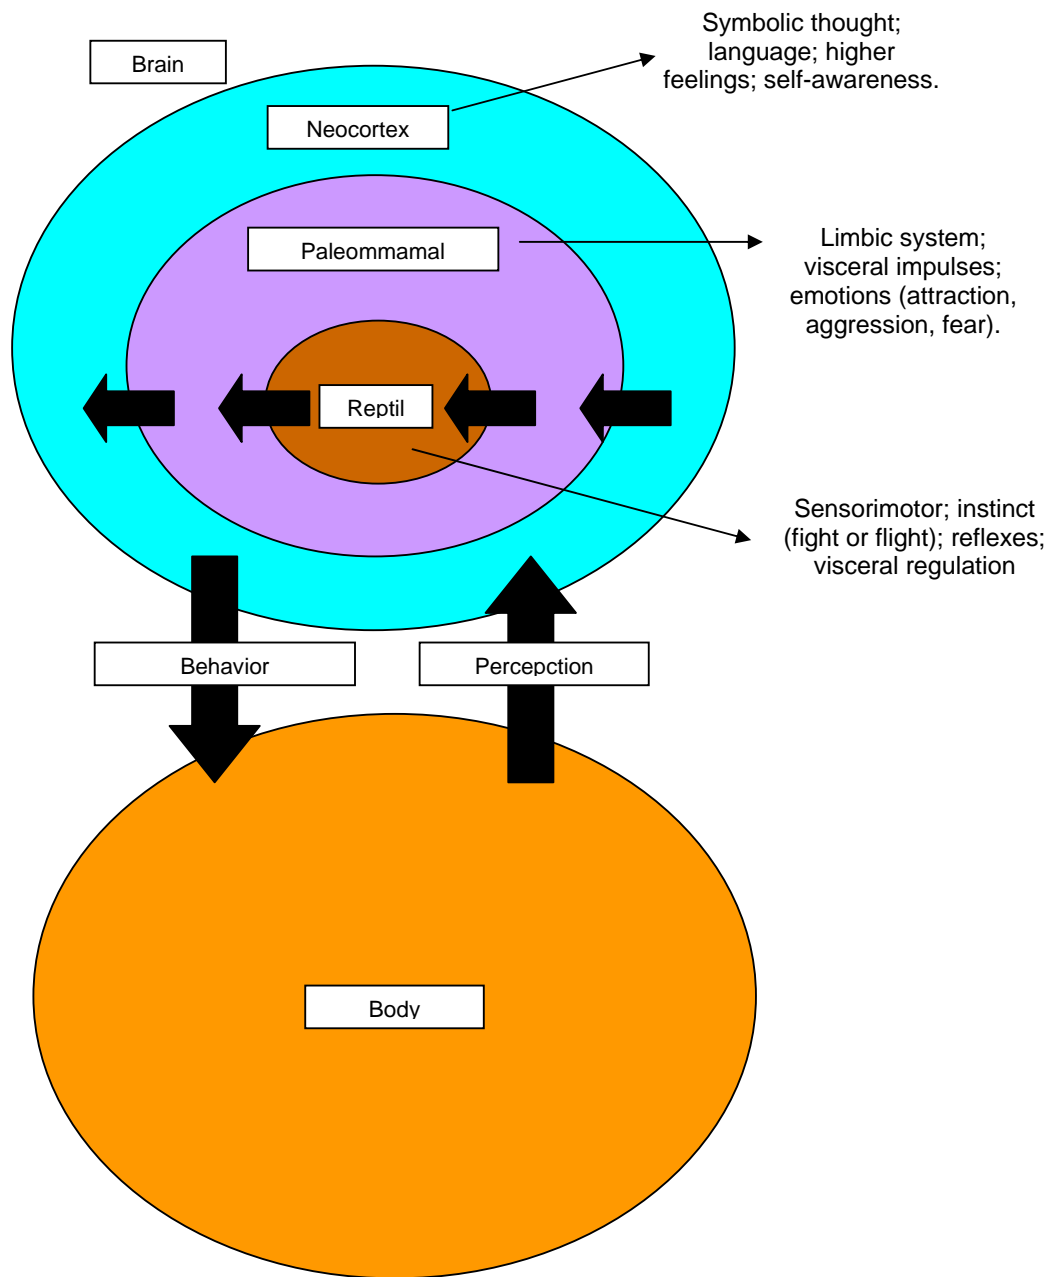 Symbolic thought;
language; higher
feelings; self-awareness.
Brain
Neocortex
Paleommamal
Limbic system;
visceral impulses;
emotions (attraction,
aggression, fear).
Reptil
Sensorimotor; instinct
(fight or flight); reflexes;
visceral regulation
Behavior
Percepction
Body